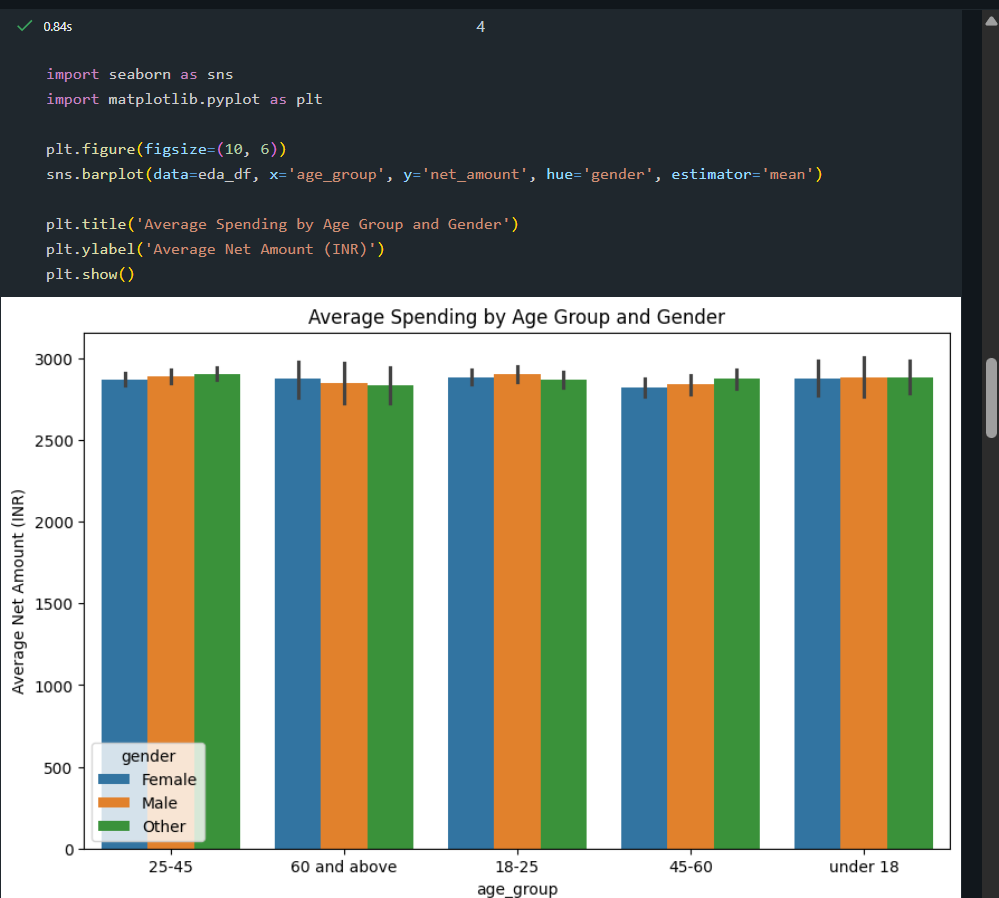 0.84s
4
import seaborn as sns
import matplotlib.pyplot as plt
plt.figure(figsize=(10, 6))
sns.barplot(data=eda_df, x='age_group', y='net_amount', hue='gender', estimator='mean')
plt.title('Average Spending by Age Group and Gender')
plt.ylabel('Average Net Amount (INR)')
plt.show()
Average Spending by Age Group and Gender
Average Net Amount (INR)
3000
2500
2000
1500
1000
500
0
gender
Female
Male
Other
25-45 60 and above 18-25 45-60 under 18
age_group